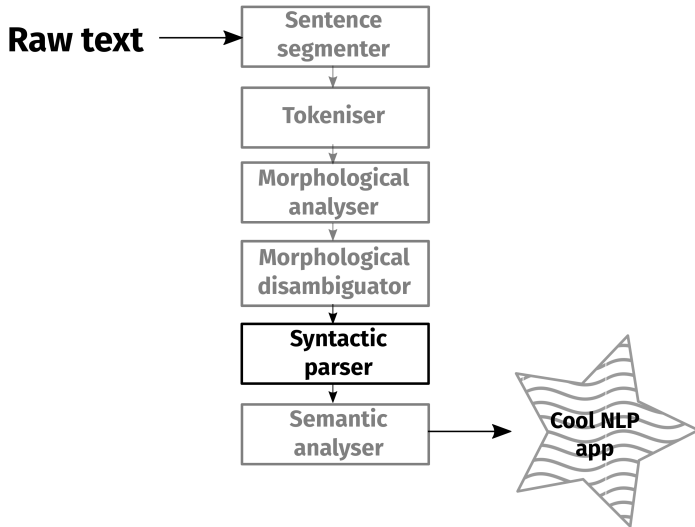 Raw text
Sentence
segmenter
Tokeniser
Morphological
analyser
Morphological
disambiguator
Syntactic
parser
Semantic
analyser
Cool NLP
app